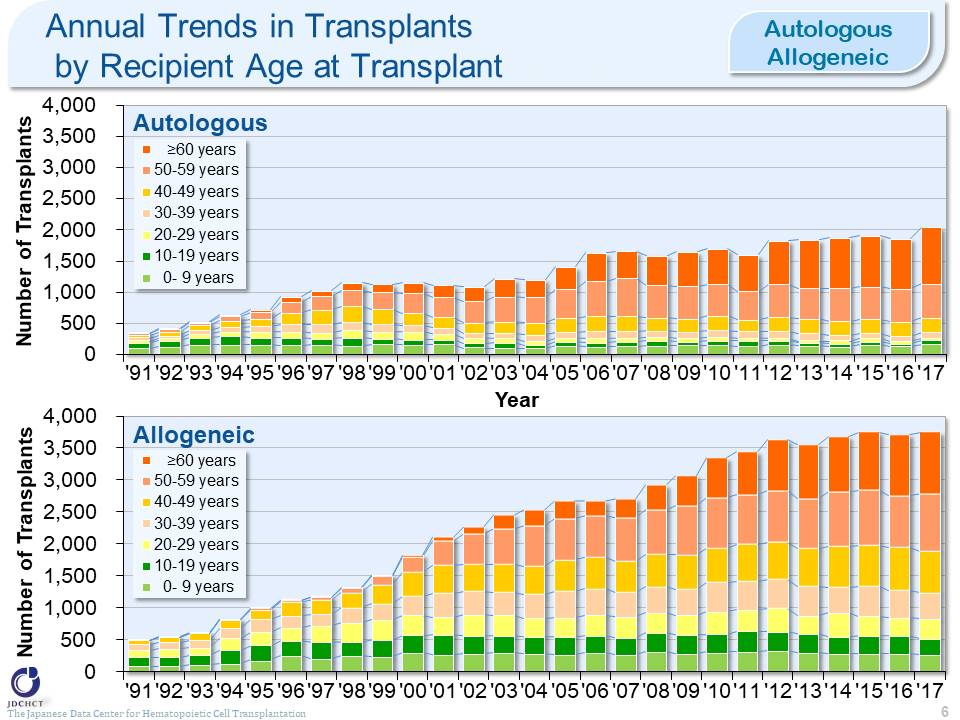 Annual Trends in Transplants
by Recipient Age at Transplant
Autologous
Allogeneic
Number of Transplants
4,000
3,500
3,000
2,500
2,000
1,500
1,000
500
0
Autologous
≥60 years
50-59 years
40-49 years
30-39 years
20-29 years
10-19 years
0- 9 years
'91 '92 '93 '94 '95 '96 '97 '98 '99 '00 '01 '02 '03 '04 '05 '06 '07 '08 '09 '10 '11 '12 '13 '14 '15 '16 '17
Year
Number of Transplants
4,000
3,500
3,000
2,500
2,000
1,500
1,000
500
0
Allogeneic
≥60 years
50-59 years
40-49 years
30-39 years
20-29 years
10-19 years
0- 9 years
'91 '92 '93 '94 '95 '96 '97 '98 '99 '00 '01 '02 '03 '04 '05 '06 '07 '08 '09 '10 '11 '12 '13 '14 '15 '16 '17
JDCHCT
The Japanese Data Center for Hematopoietic Cell Transplantation
6